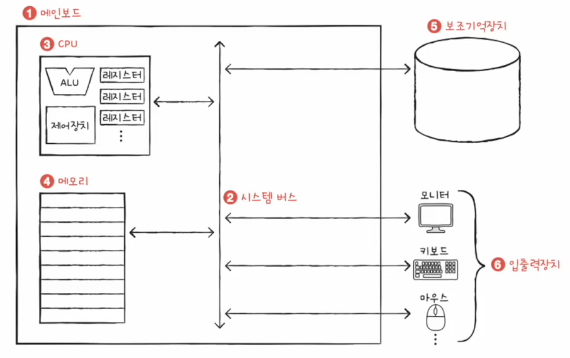 1 메인보드
3 CPU
ALU
레지스터
레지스터
레지스터
제어장치
4 메모리
2 시스템 버스
5 보조기억장치
모니터
키보드
마우스
6 입출력장치